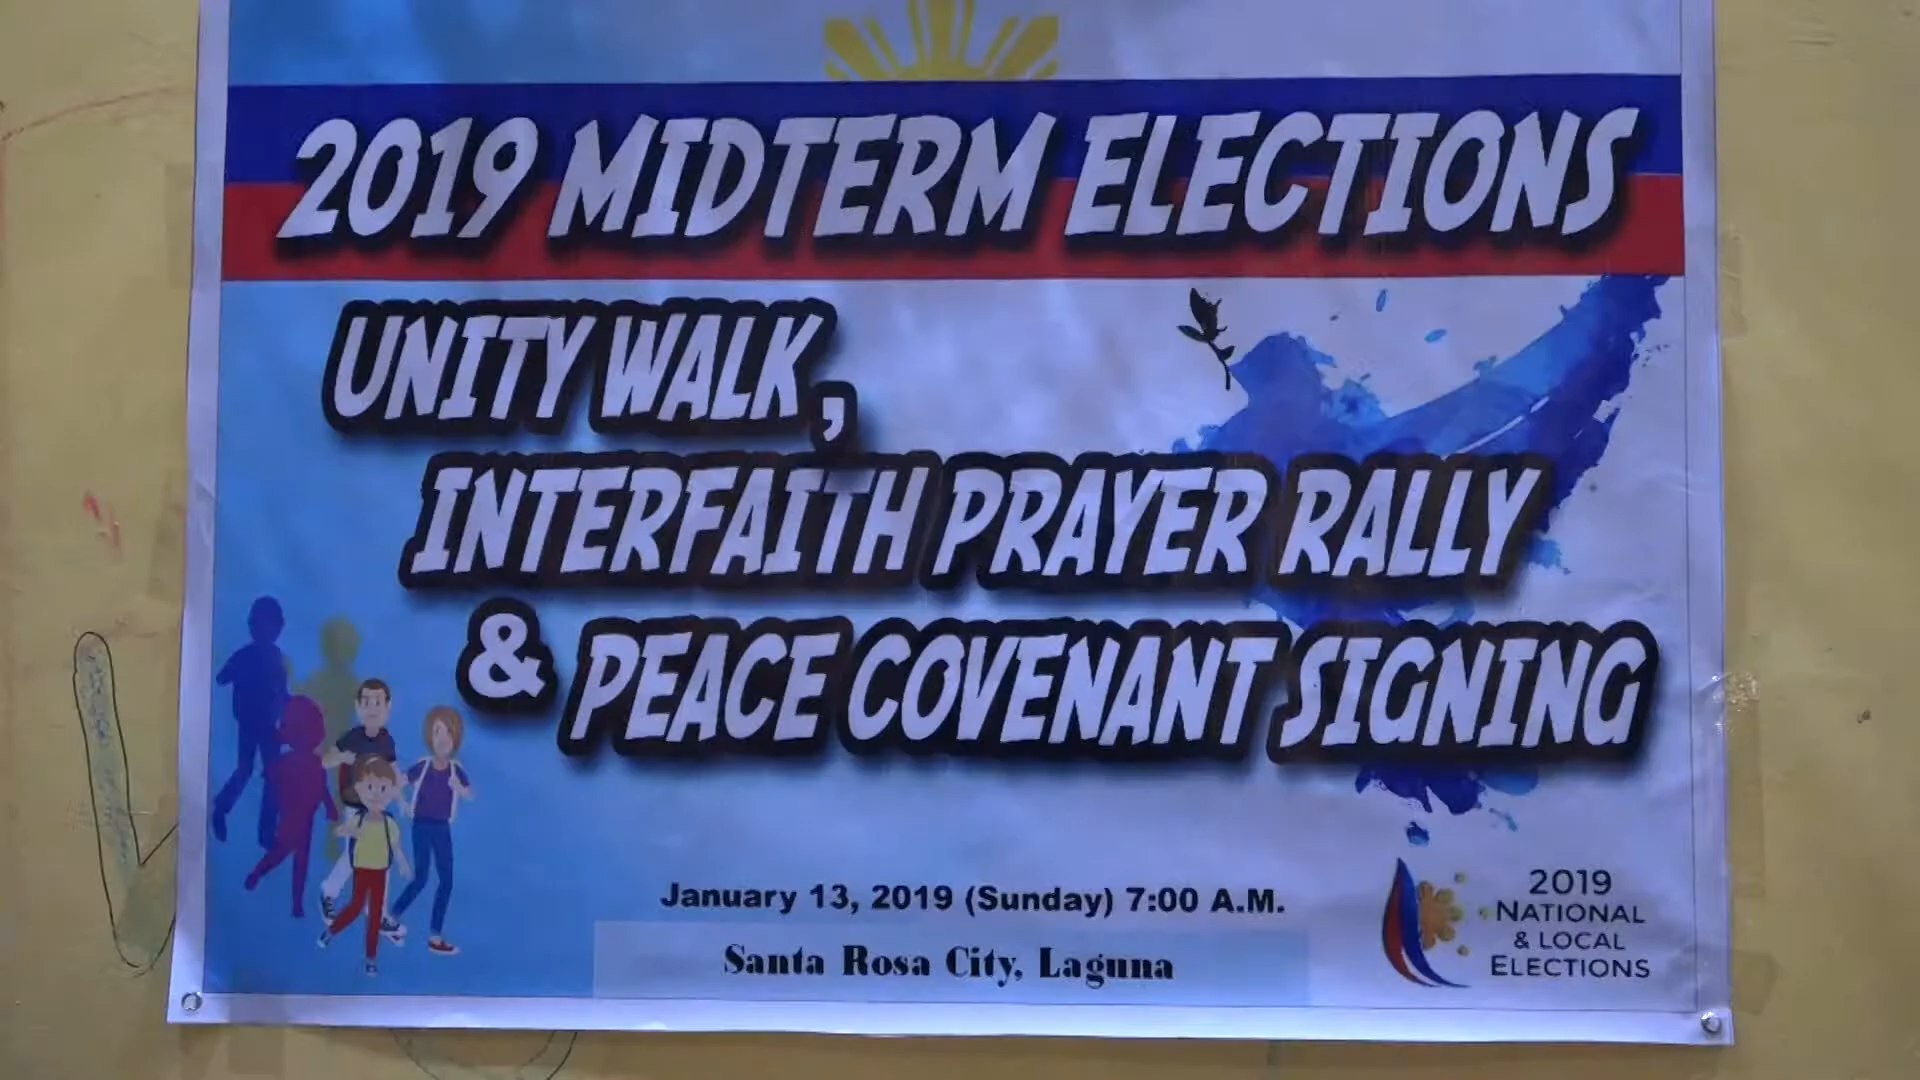 2019 MIDTERM ELECTIONS
UNITY WALK,
INTERFAITH PRAYER RALLY
& PEACE COVENANT SIGNING
January 13, 2019 (Sunday) 7:00 A.M.
Santa Rosa City, Laguna
2019
NATIONAL
& LOCAL
ELECTIONS